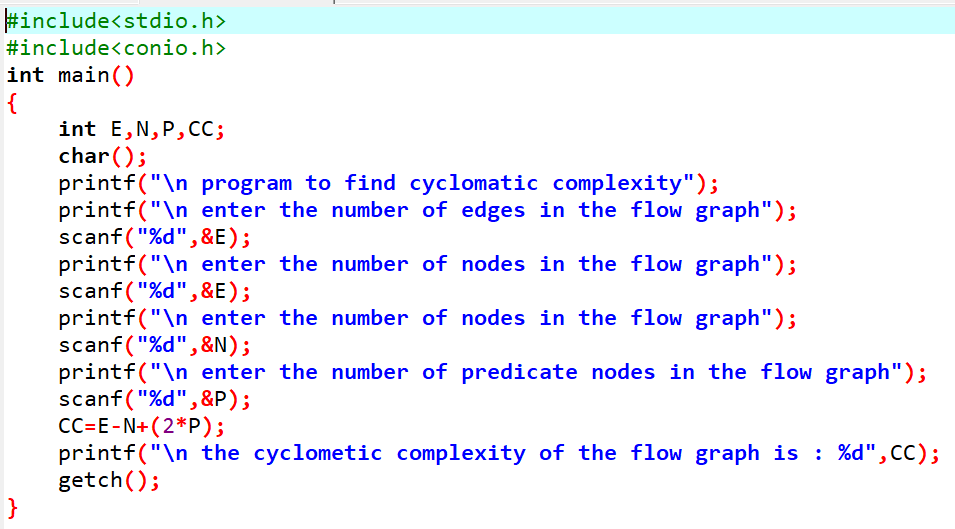 #include<stdio.h>
#include<conio.h>
int main()
{
    int E,N,P,CC;
    char();
    printf("\n program to find cyclomatic complexity");
    printf("\n enter the number of edges in the flow graph");
    scanf("%d",&E);
    printf("\n enter the number of nodes in the flow graph");
    scanf("%d",&E);
    printf("\n enter the number of nodes in the flow graph");
    scanf("%d",&N);
    printf("\n enter the number of predicate nodes in the flow graph");
    scanf("%d",&P);
    CC=E-N+(2*P);
    printf("\n the cyclometic complexity of the flow graph is : %d",CC);
    getch();
}